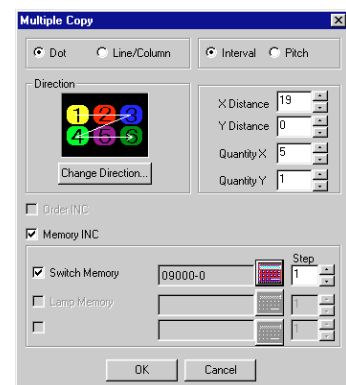 Multiple Copy
Dot Line/Column Interval Pitch
Direction
1 2 3
4 5 6
Change Direction...
X Distance 19
Y Distance 0
Quantity X 5
Quantity Y 1
Order INC
Memory INC
Step
Switch Memory 09000-0 1
Lamp Memory 1
1
OK Cancel